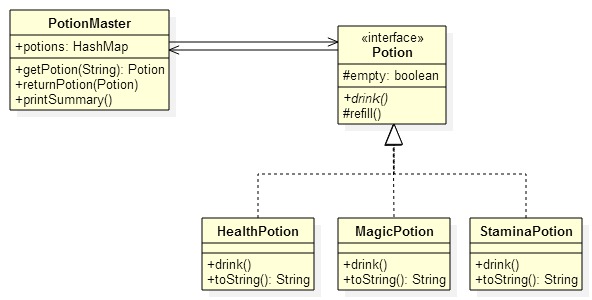 PotionMaster
+potions: HashMap
+getPotion(String): Potion
+returnPotion(Potion)
+printSummary()
«interface»
Potion
#empty: boolean
+drink()
#refill()
HealthPotion
+drink()
+toString(): String
MagicPotion
+drink()
+toString(): String
StaminaPotion
+drink()
+toString(): String